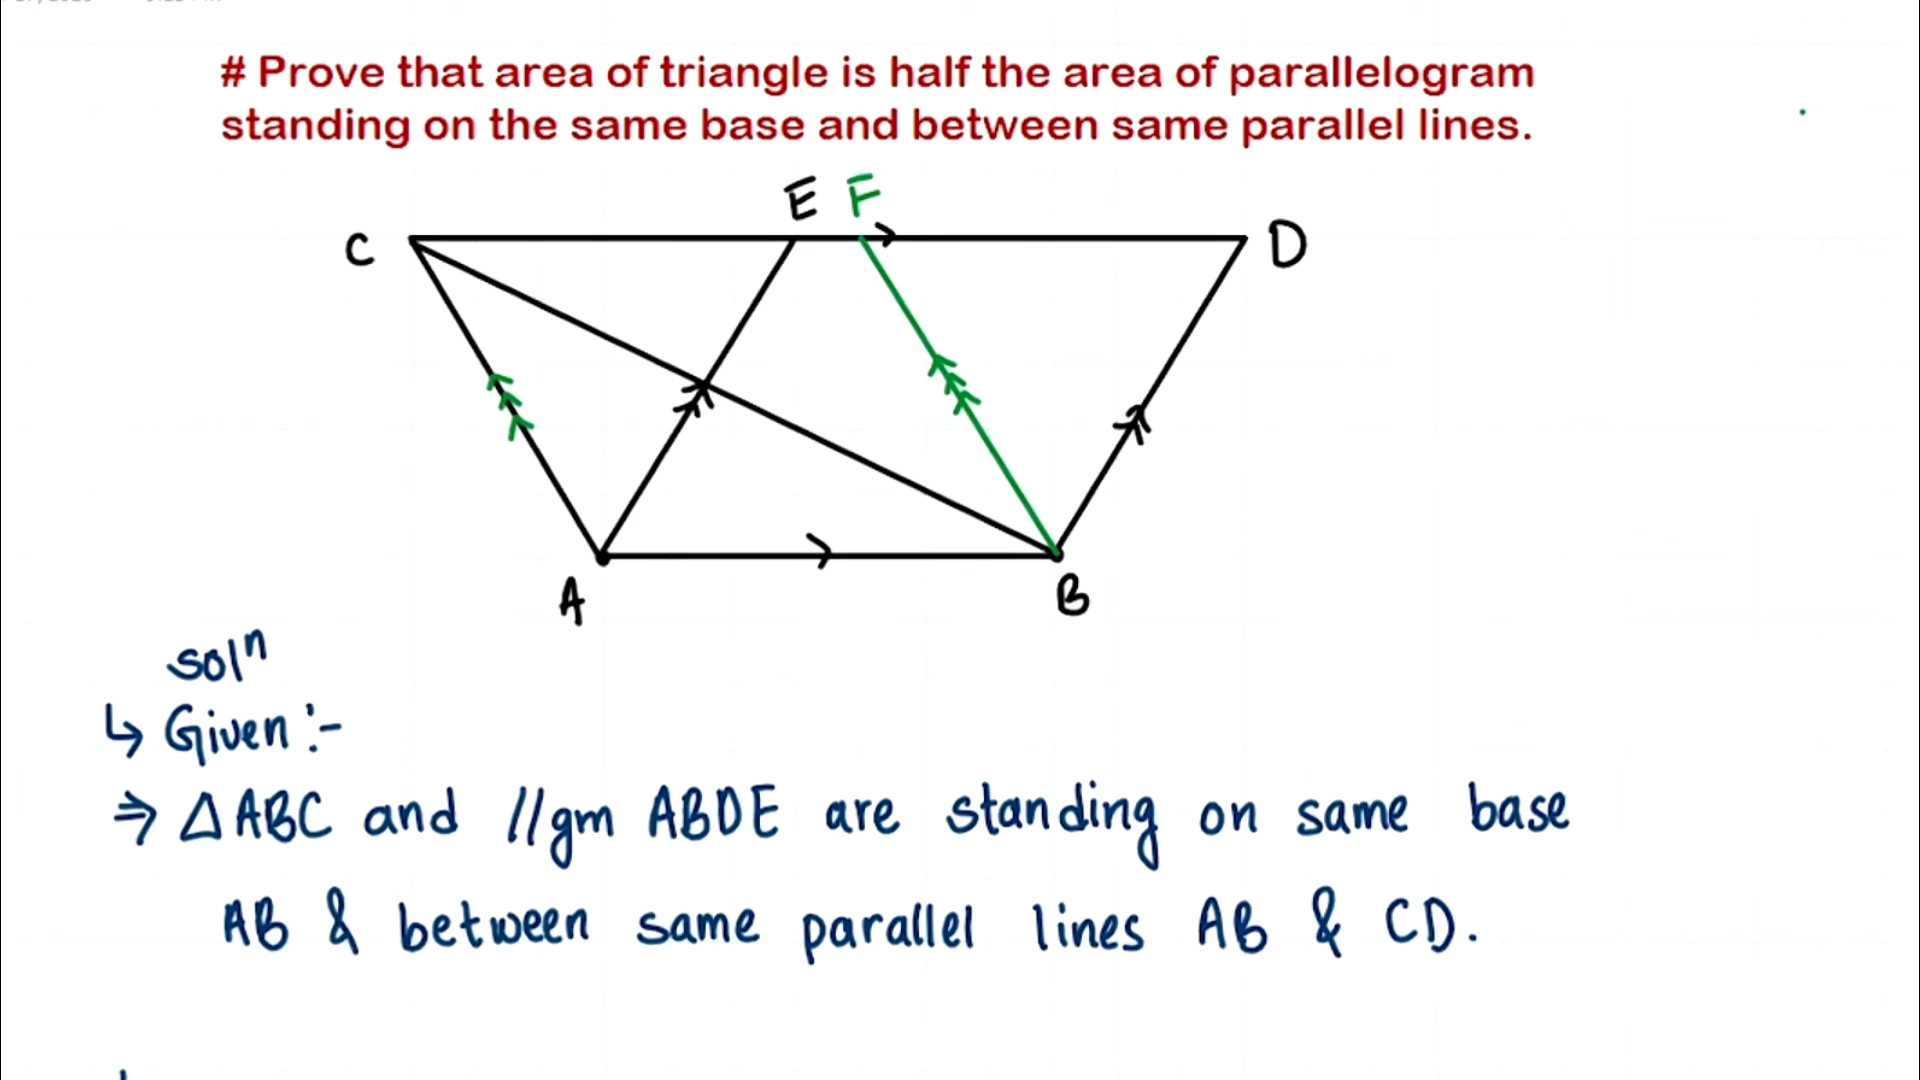 # Prove that area of triangle is half the area of parallelogram
standing on the same base and between same parallel lines.
E F
C
D
A
B
solⁿ
↳ Given :-
⇒ △ABC and //gm ABDE are standing on same base
AB & between same parallel lines AB & CD.